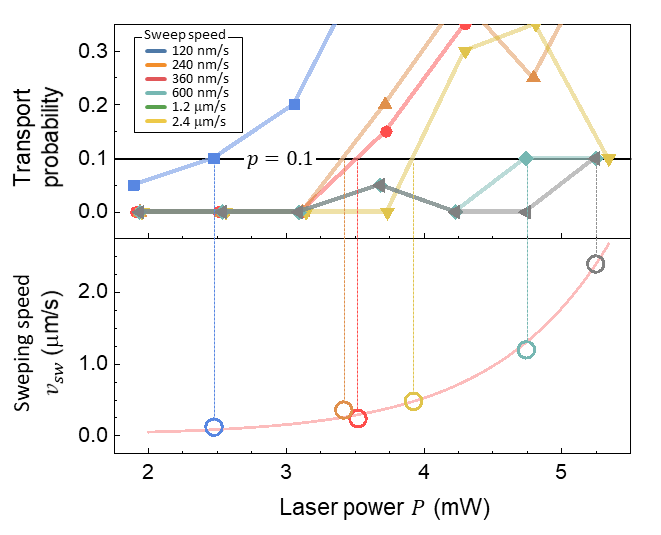 Sweep speed
120 nm/s
240 nm/s
360 nm/s
600 nm/s
1.2 μm/s
2.4 μm/s
Transport
probability
0.3
0.2
0.1
0.0
p = 0.1
Sweeping speed
v_sw (μm/s)
2.0
1.0
0.0
2
3
4
5
Laser power P (mW)